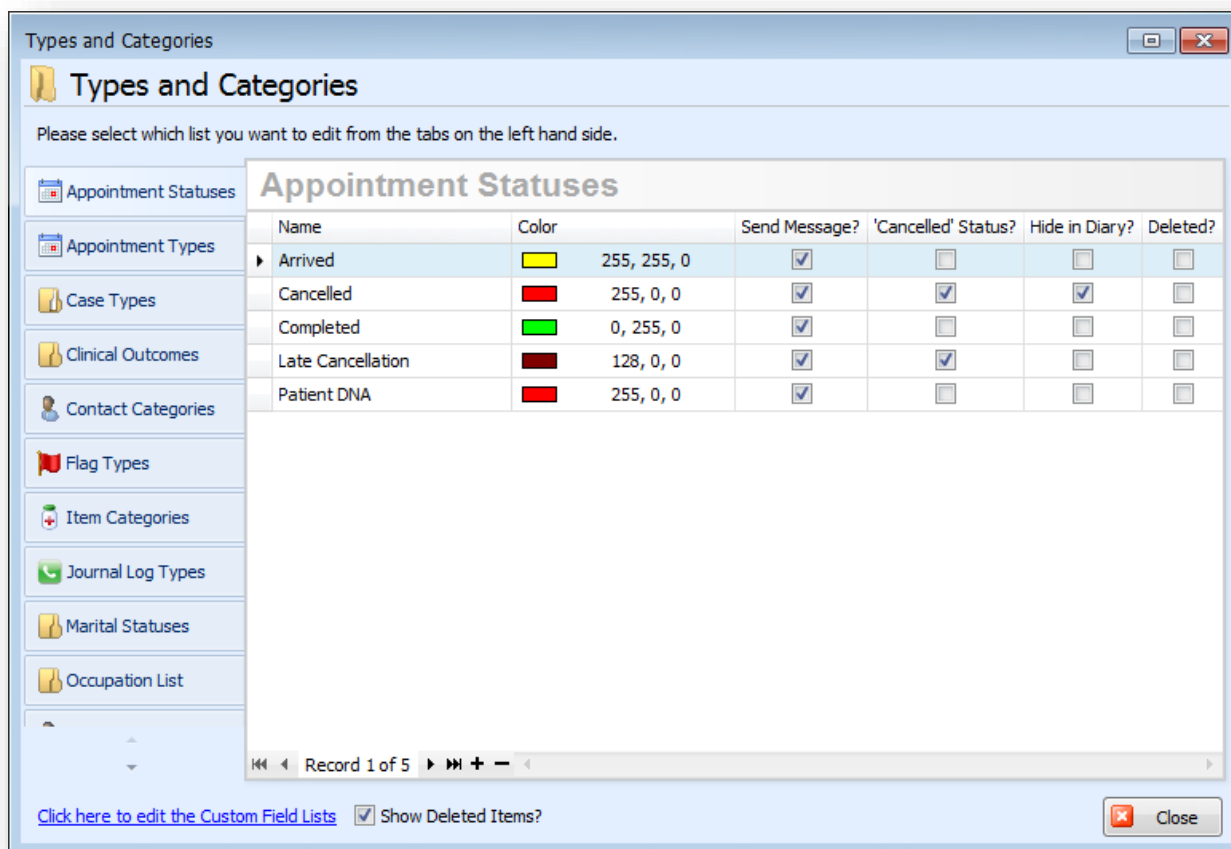 Types and Categories
Types and Categories
Please select which list you want to edit from the tabs on the left hand side.
Appointment Statuses
Appointment Types
Case Types
Clinical Outcomes
Contact Categories
Flag Types
Item Categories
Journal Log Types
Marital Statuses
Occupation List
Appointment Statuses
Name Color Send Message? 'Cancelled' Status? Hide in Diary? Deleted?
Arrived 255, 255, 0
Cancelled 255, 0, 0
Completed 0, 255, 0
Late Cancellation 128, 0, 0
Patient DNA 255, 0, 0
Record 1 of 5
Click here to edit the Custom Field Lists Show Deleted Items? Close